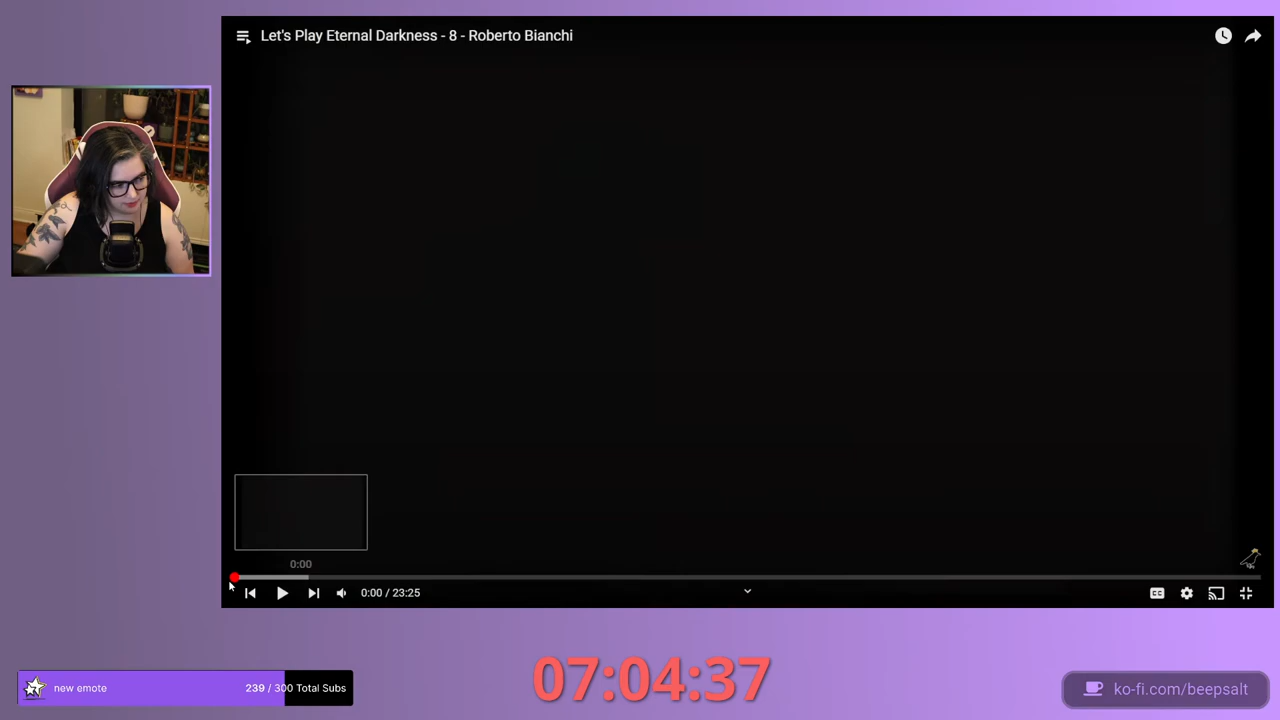 Let's Play Eternal Darkness - 8 - Roberto Bianchi
0:00
0:00 / 23:25
CC
new emote
239 / 300 Total Subs
07:04:37
ko-fi.com/beepsalt